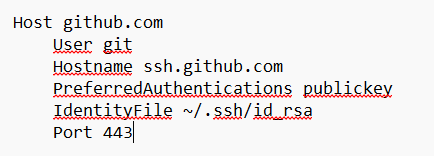 Host github.com
    User git
    Hostname ssh.github.com
    PreferredAuthentications publickey
    IdentityFile ~/.ssh/id_rsa
    Port 443